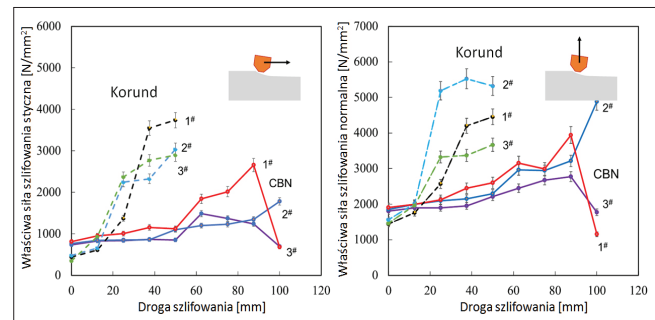 Właściwa siła szlifowania styczna [N/mm²]
6000
5000
4000
3000
2000
1000
0
0 20 40 60 80 100 120
Droga szlifowania [mm]
Korund
1#
2#
3#
1#
CBN
2#
3#
Właściwa siła szlifowania normalna [N/mm²]
7000
6000
5000
4000
3000
2000
1000
0
0 20 40 60 80 100 120
Droga szlifowania [mm]
Korund
2#
1#
3#
2#
CBN
3#
1#